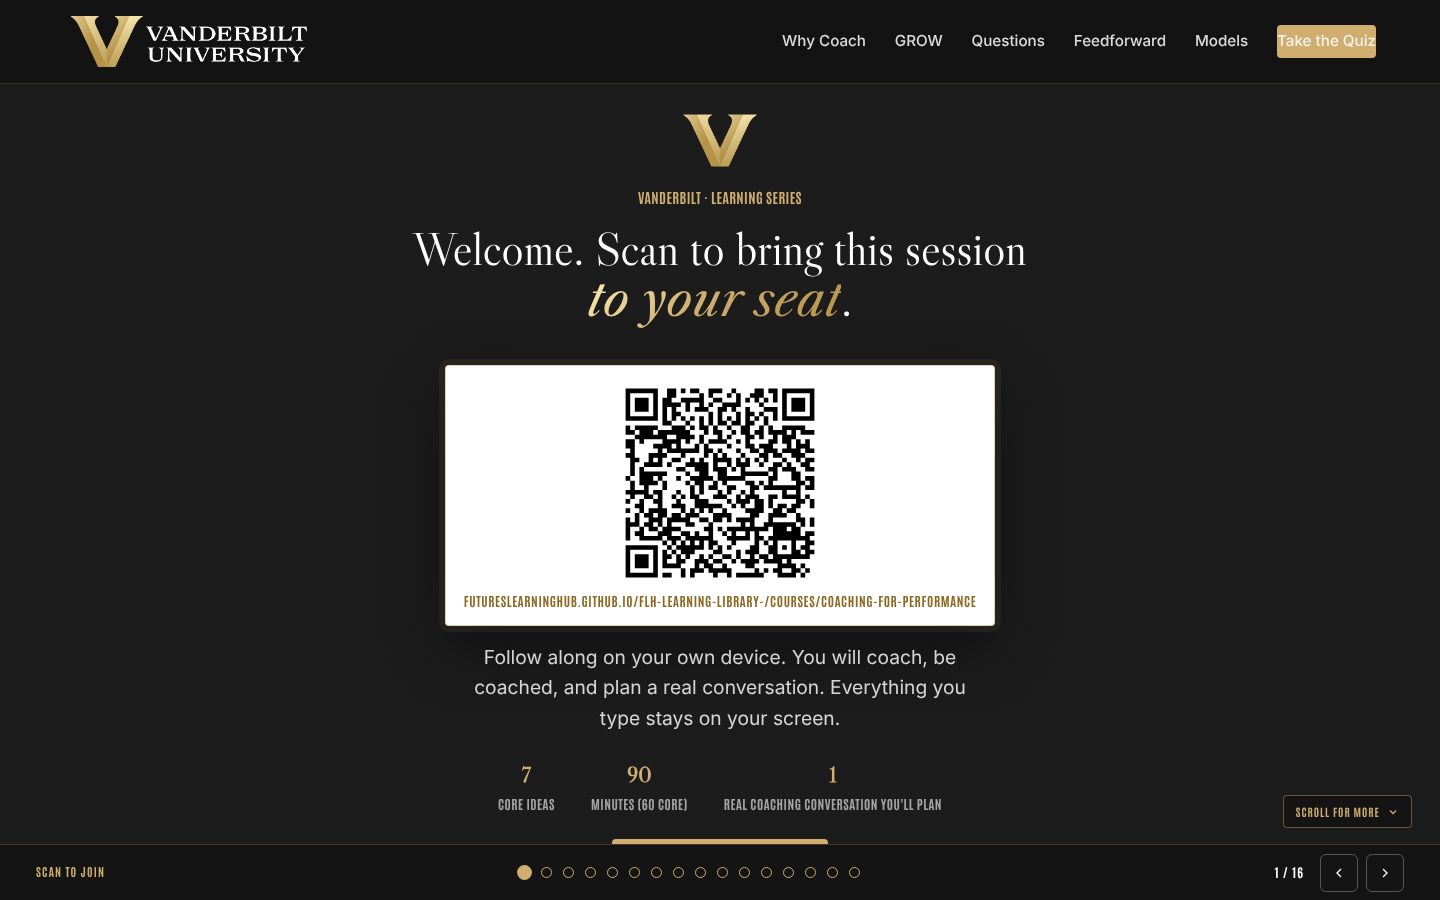 VANDERBILT
UNIVERSITY
Why Coach GROW Questions Feedforward Models Take the Quiz
VANDERBILT · LEARNING SERIES
Welcome. Scan to bring this session
to your seat.
FUTURESLEARNINGHUB.GITHUB.IO/FLH-LEARNING-LIBRARY-/COURSES/COACHING-FOR-PERFORMANCE
Follow along on your own device. You will coach, be
coached, and plan a real conversation. Everything you
type stays on your screen.
7 90 1
CORE IDEAS MINUTES (60 CORE) REAL COACHING CONVERSATION YOU'LL PLAN
SCROLL FOR MORE
SCAN TO JOIN
1 / 16